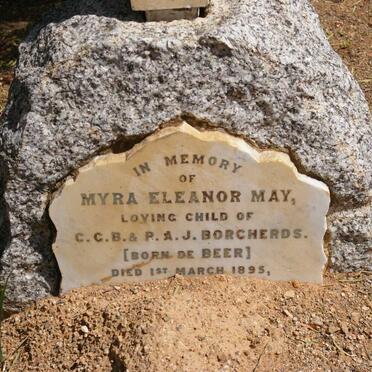 IN MEMORY
OF
MYRA ELEANOR MAY,
LOVING CHILD OF
C.C.B. & P.A.J. BORCHERDS.
[BORN DE BEER]
DIED 1ST MARCH 1895,